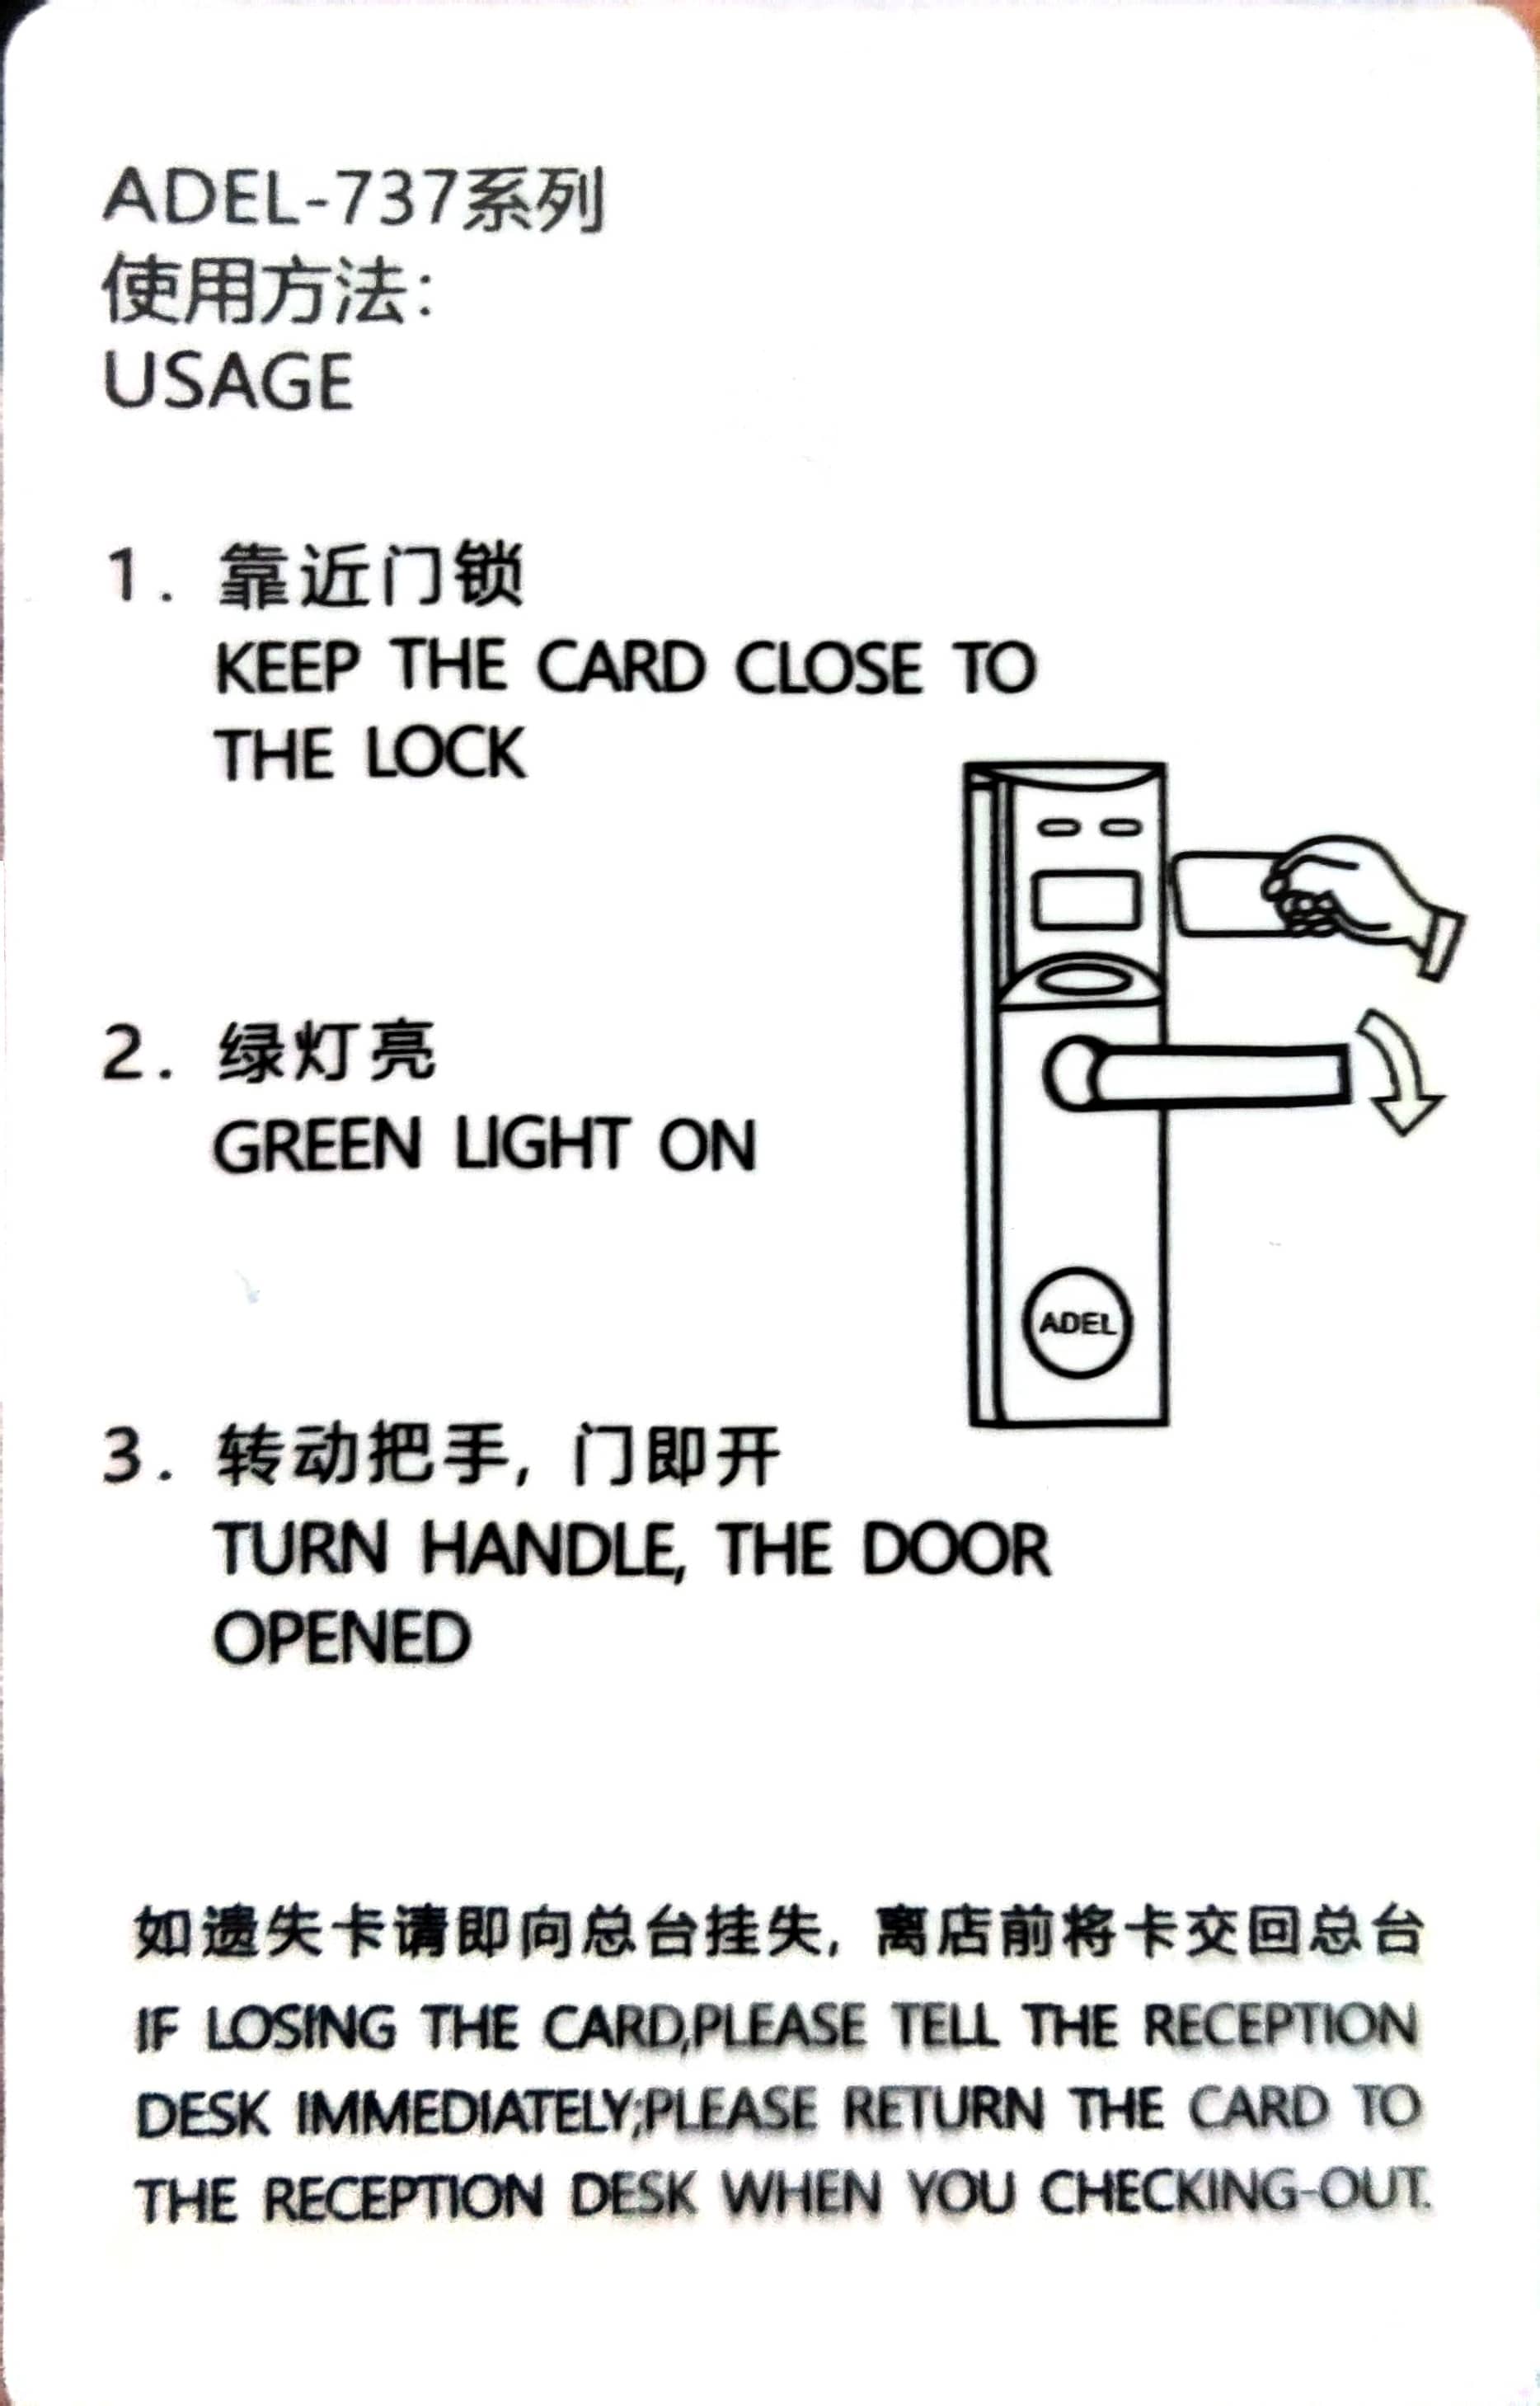 ADEL-737系列
使用方法:
USAGE
1. 靠近门锁
KEEP THE CARD CLOSE TO
THE LOCK
2. 绿灯亮
GREEN LIGHT ON
ADEL
3. 转动把手, 门即开
TURN HANDLE, THE DOOR
OPENED
如遗失卡请即向总台挂失, 离店前将卡交回总台
IF LOSING THE CARD,PLEASE TELL THE RECEPTION
DESK IMMEDIATELY;PLEASE RETURN THE CARD TO
THE RECEPTION DESK WHEN YOU CHECKING-OUT.